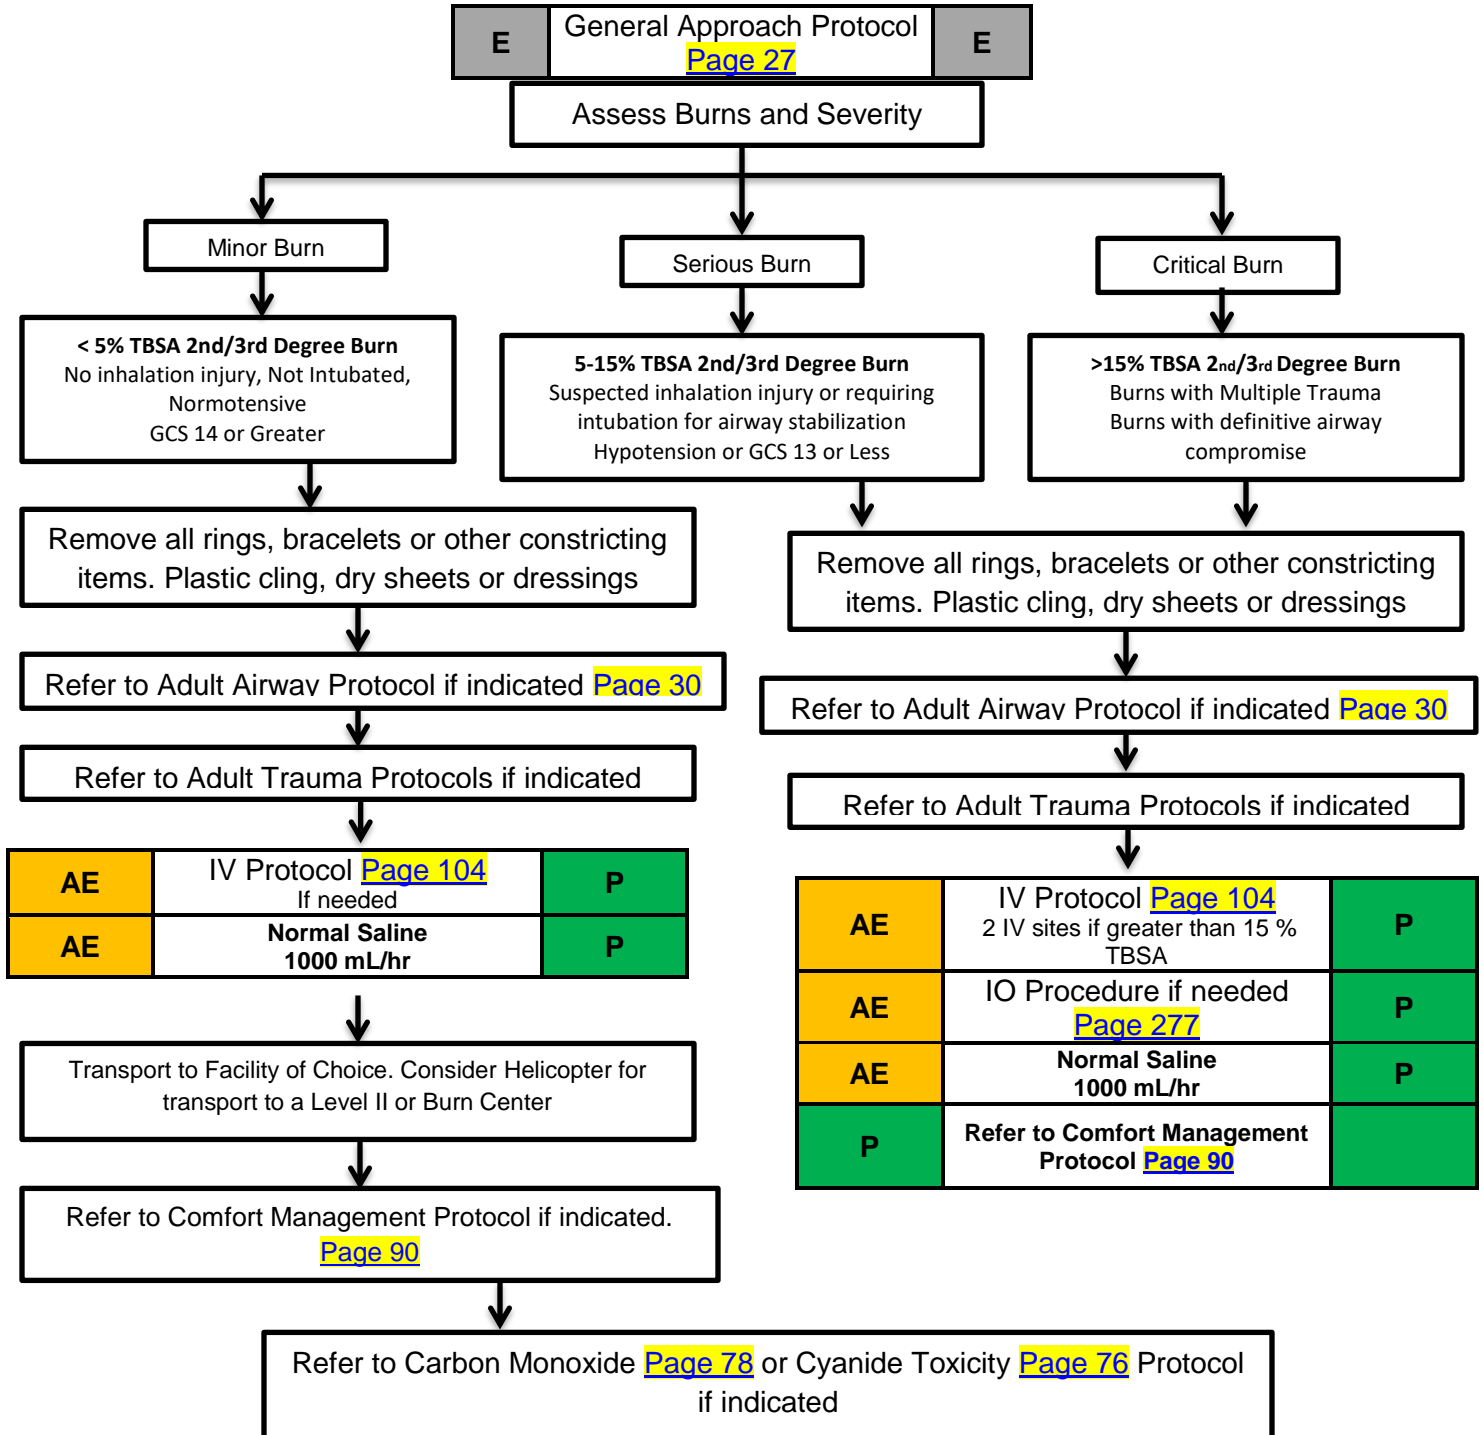 E
General Approach Protocol
Page 27
E
Assess Burns and Severity
Minor Burn
Serious Burn
Critical Burn
< 5% TBSA 2nd/3rd Degree Burn
No inhalation injury, Not Intubated,
Normotensive
GCS 14 or Greater
5-15% TBSA 2nd/3rd Degree Burn
Suspected inhalation injury or requiring
intubation for airway stabilization
Hypotension or GCS 13 or Less
>15% TBSA 2nd/3rd Degree Burn
Burns with Multiple Trauma
Burns with definitive airway
compromise
Remove all rings, bracelets or other constricting
items. Plastic cling, dry sheets or dressings
Refer to Adult Airway Protocol if indicated Page 30
Refer to Adult Trauma Protocols if indicated
AE
IV Protocol Page 104
If needed
P
AE
Normal Saline
1000 mL/hr
P
Transport to Facility of Choice. Consider Helicopter for
transport to a Level II or Burn Center
Refer to Comfort Management Protocol if indicated.
Page 90
Remove all rings, bracelets or other constricting
items. Plastic cling, dry sheets or dressings
Refer to Adult Airway Protocol if indicated Page 30
Refer to Adult Trauma Protocols if indicated
AE
IV Protocol Page 104
2 IV sites if greater than 15 %
TBSA
P
AE
IO Procedure if needed
Page 277
P
AE
Normal Saline
1000 mL/hr
P
P
Refer to Comfort Management
Protocol Page 90
Refer to Carbon Monoxide Page 78 or Cyanide Toxicity Page 76 Protocol
if indicated